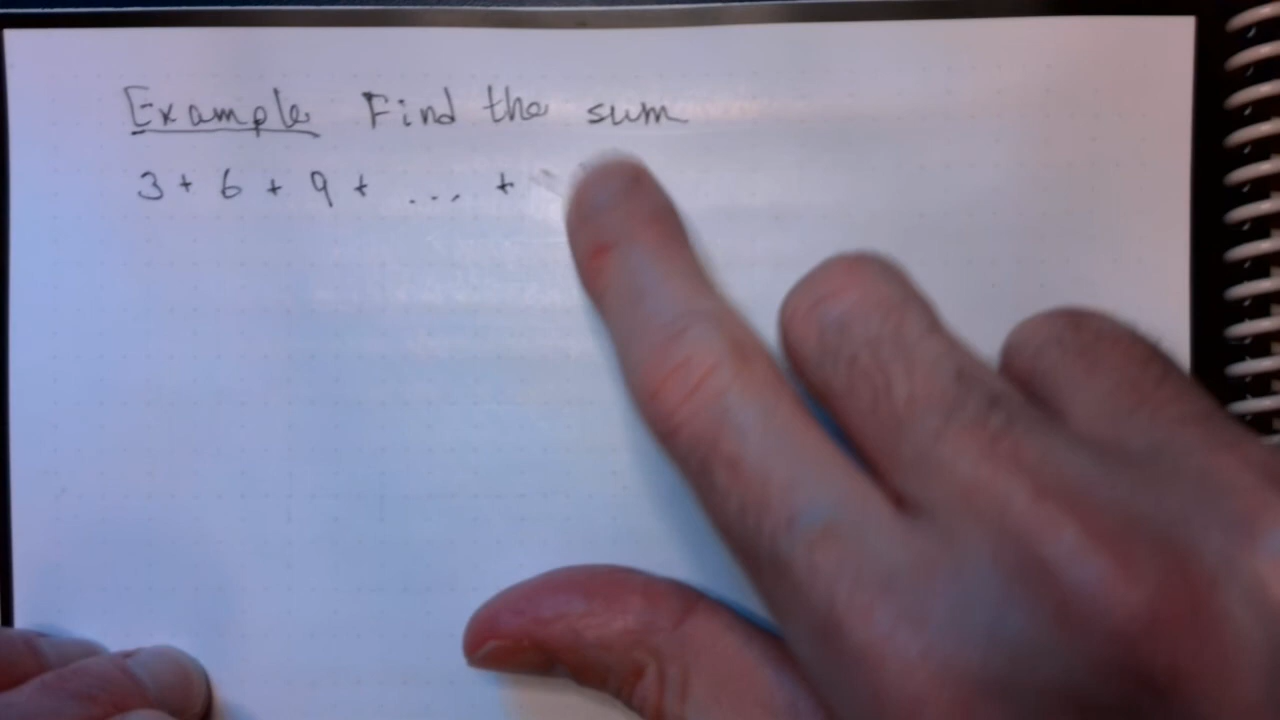 Example Find the sum
3 + 6 + 9 + ... +